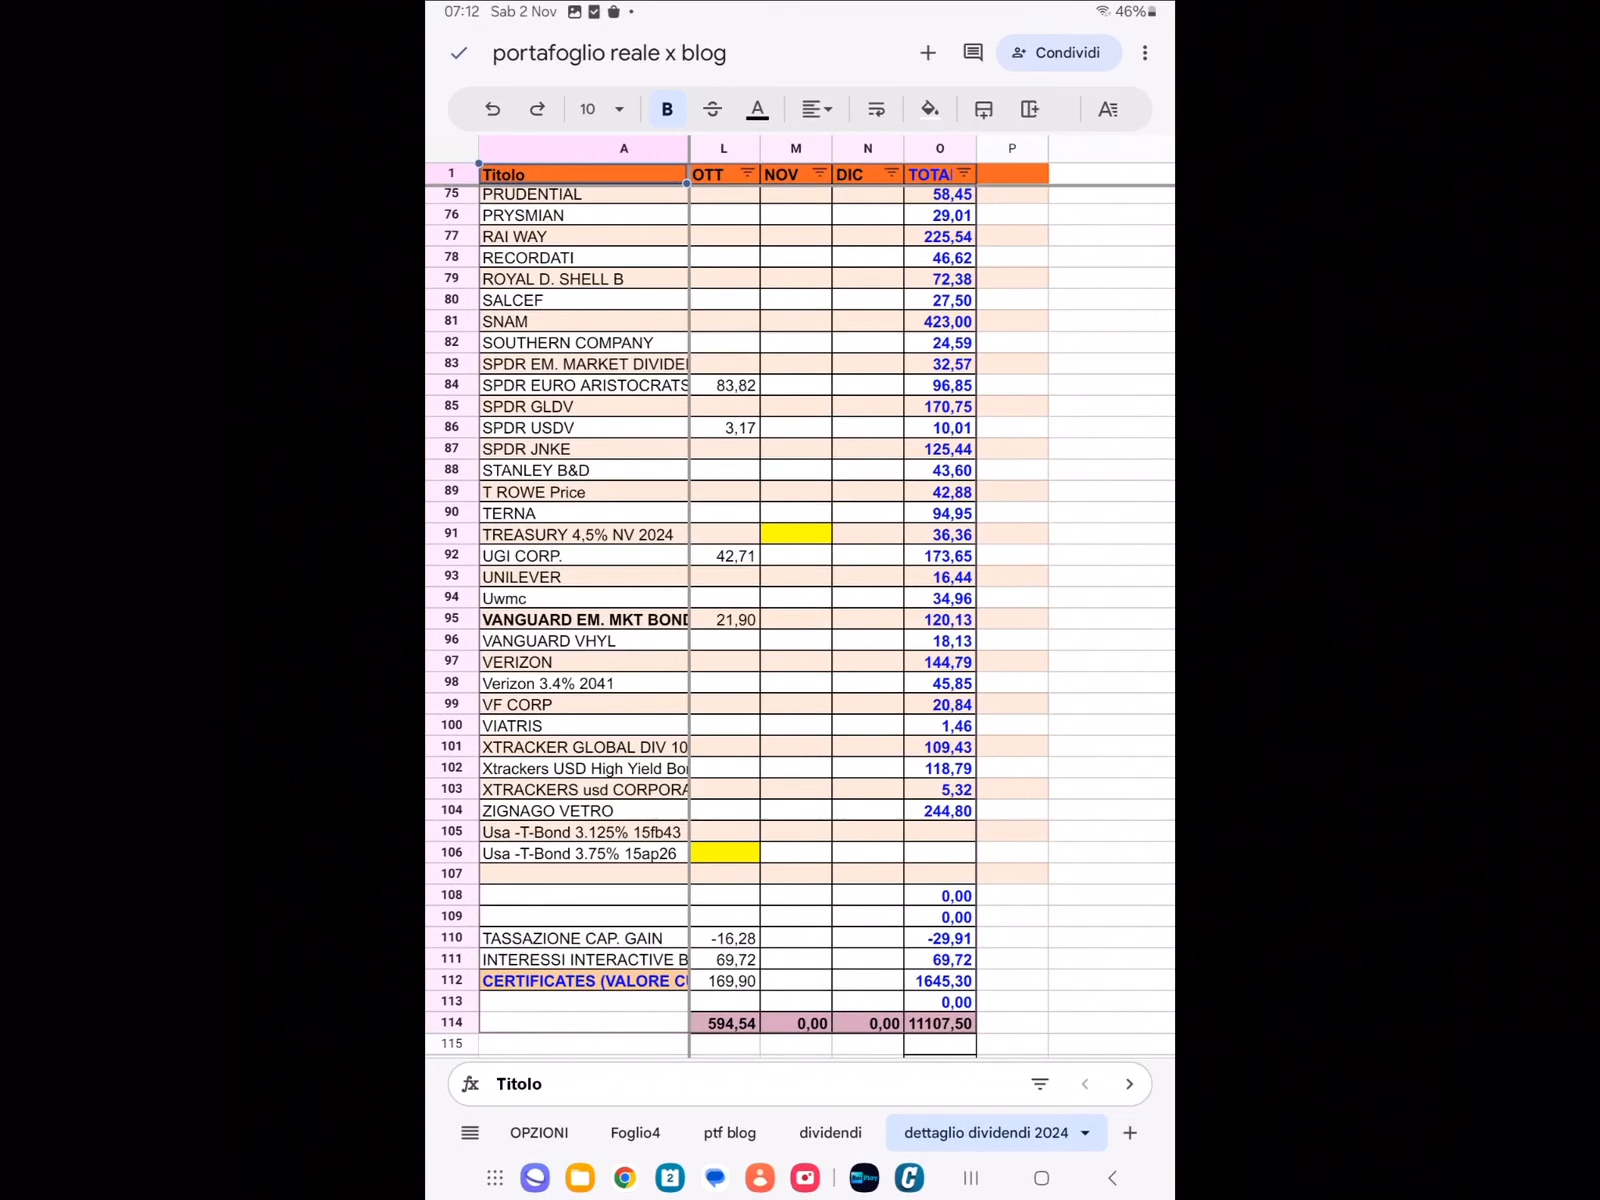 07:12 Sab 2 Nov • 46%
portafoglio reale x blog Condividi
10 B A
A L M N O P
1 Titolo OTT NOV DIC TOTA
75 PRUDENTIAL 58,45
76 PRYSMIAN 29,01
77 RAI WAY 225,54
78 RECORDATI 46,62
79 ROYAL D. SHELL B 72,38
80 SALCEF 27,50
81 SNAM 423,00
82 SOUTHERN COMPANY 24,59
83 SPDR EM. MARKET DIVIDE 32,57
84 SPDR EURO ARISTOCRATS 83,82 96,85
85 SPDR GLDV 170,75
86 SPDR USDV 3,17 10,01
87 SPDR JNKE 125,44
88 STANLEY B&D 43,60
89 T ROWE Price 42,88
90 TERNA 94,95
91 TREASURY 4,5% NV 2024 36,36
92 UGI CORP. 42,71 173,65
93 UNILEVER 16,44
94 Uwmc 34,96
95 VANGUARD EM. MKT BOND 21,90 120,13
96 VANGUARD VHYL 18,13
97 VERIZON 144,79
98 Verizon 3.4% 2041 45,85
99 VF CORP 20,84
100 VIATRIS 1,46
101 XTRACKER GLOBAL DIV 10 109,43
102 Xtrackers USD High Yield Bo 118,79
103 XTRACKERS usd CORPORA 5,32
104 ZIGNAGO VETRO 244,80
105 Usa -T-Bond 3.125% 15fb43
106 Usa -T-Bond 3.75% 15ap26
107
108 0,00
109 0,00
110 TASSAZIONE CAP. GAIN -16,28 -29,91
111 INTERESSI INTERACTIVE B 69,72 69,72
112 CERTIFICATES (VALORE CU 169,90 1645,30
113 0,00
114 594,54 0,00 0,00 11107,50
115
fx Titolo
OPZIONI Foglio4 ptf blog dividendi dettaglio dividendi 2024
2 Rai Play C